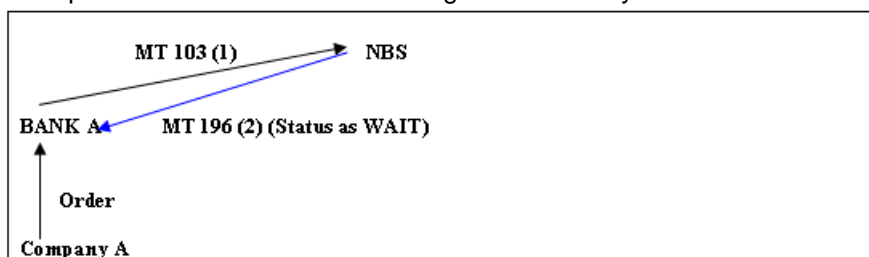 MT 103 (1)
NBS
BANK A
MT 196 (2) (Status as WAIT)
Order
Company A